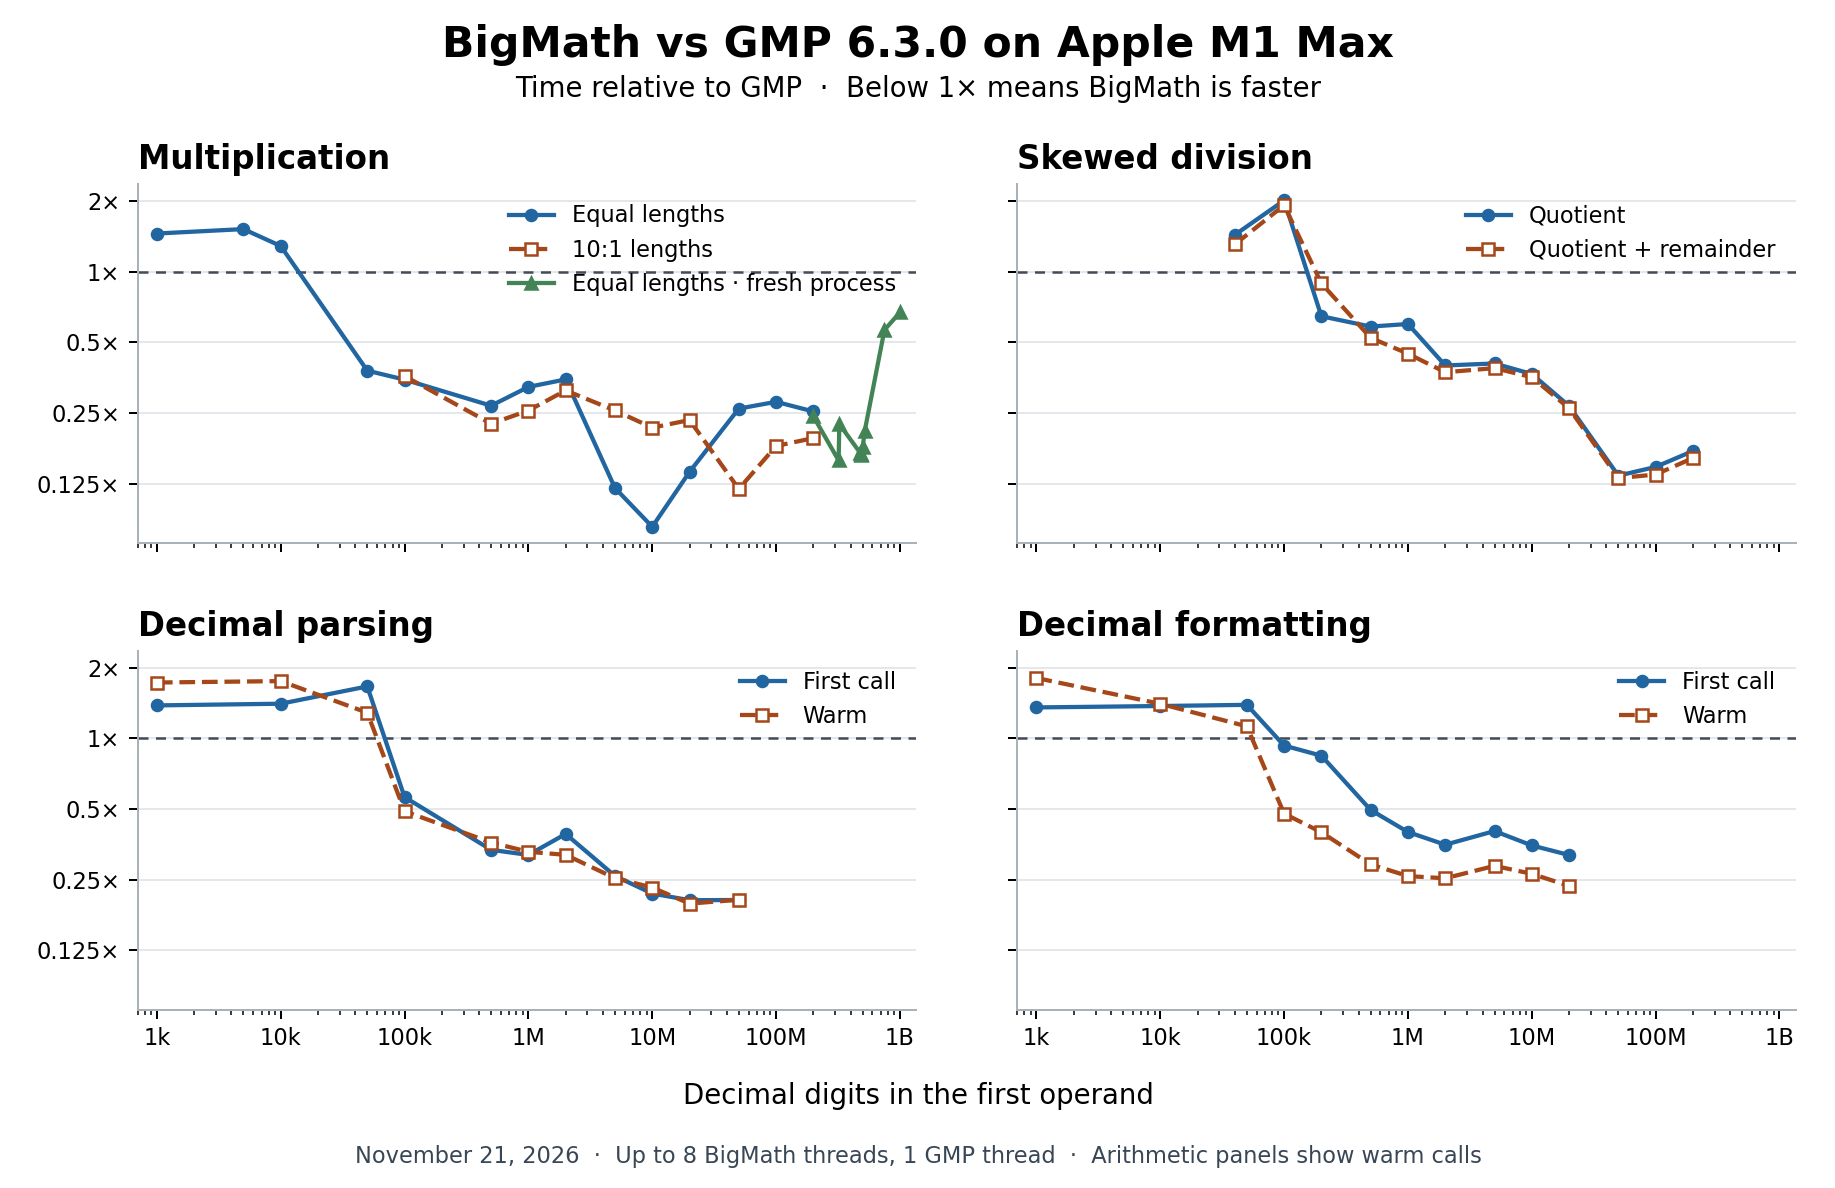 BigMath vs GMP 6.3.0 on Apple M1 Max
Time relative to GMP · Below 1× means BigMath is faster
Multiplication
2×
1×
0.5×
0.25×
0.125×
Equal lengths
10:1 lengths
Equal lengths · fresh process
Skewed division
Quotient
Quotient + remainder
Decimal parsing
2×
1×
0.5×
0.25×
0.125×
First call
Warm
1k 10k 100k 1M 10M 100M 1B
Decimal formatting
First call
Warm
1k 10k 100k 1M 10M 100M 1B
Decimal digits in the first operand
November 21, 2026 · Up to 8 BigMath threads, 1 GMP thread · Arithmetic panels show warm calls